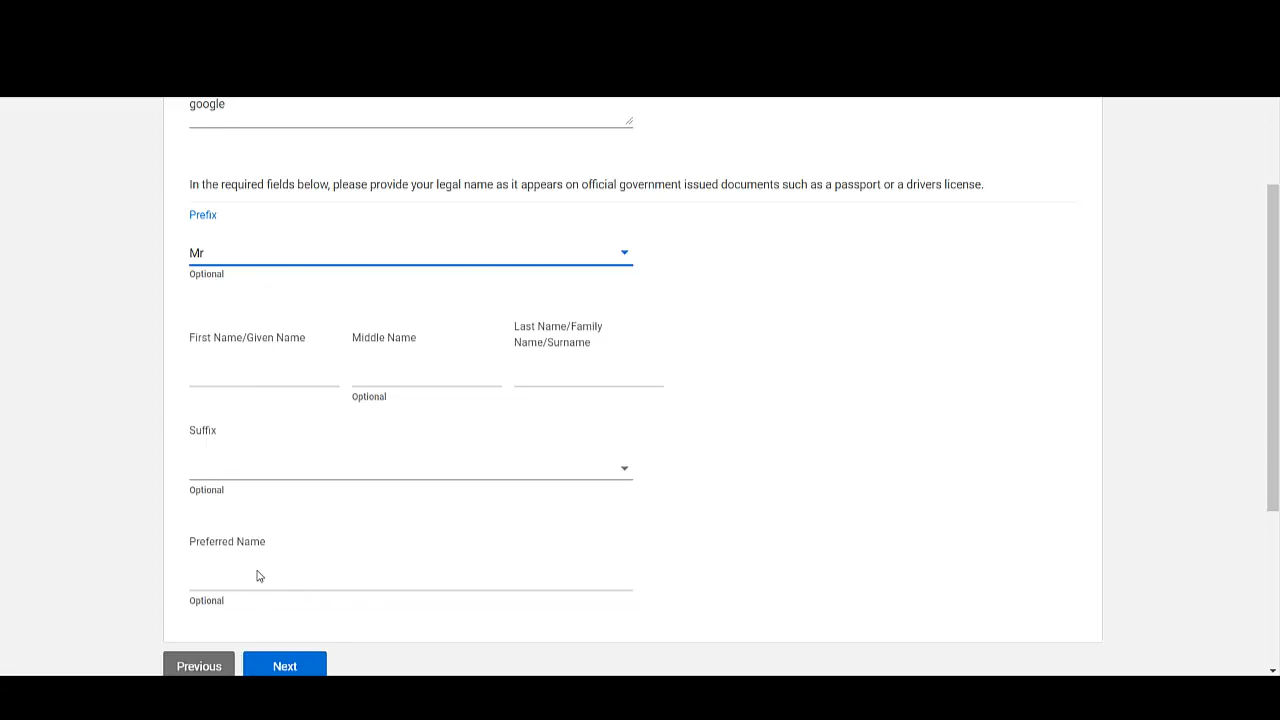 google
In the required fields below, please provide your legal name as it appears on official government issued documents such as a passport or a drivers license.
Prefix
Mr
Optional
First Name/Given Name
Middle Name
Last Name/Family
Name/Surname
Optional
Suffix
Optional
Preferred Name
Optional
Previous
Next